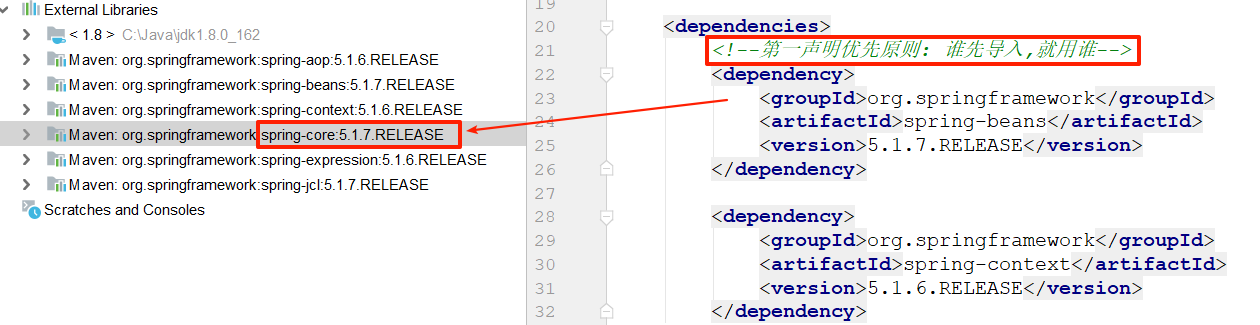 External Libraries
< 1.8 > C:\Java\jdk1.8.0_162
Maven: org.springframework:spring-aop:5.1.6.RELEASE
Maven: org.springframework:spring-beans:5.1.7.RELEASE
Maven: org.springframework:spring-context:5.1.6.RELEASE
Maven: org.springframework:spring-core:5.1.7.RELEASE
Maven: org.springframework:spring-expression:5.1.6.RELEASE
Maven: org.springframework:spring-jcl:5.1.7.RELEASE
Scratches and Consoles
19
20 <dependencies>
21 <!--第一声明优先原则: 谁先导入,就用谁-->
22 <dependency>
23 <groupId>org.springframework</groupId>
24 <artifactId>spring-beans</artifactId>
25 <version>5.1.7.RELEASE</version>
26 </dependency>
27
28 <dependency>
29 <groupId>org.springframework</groupId>
30 <artifactId>spring-context</artifactId>
31 <version>5.1.6.RELEASE</version>
32 </dependency>